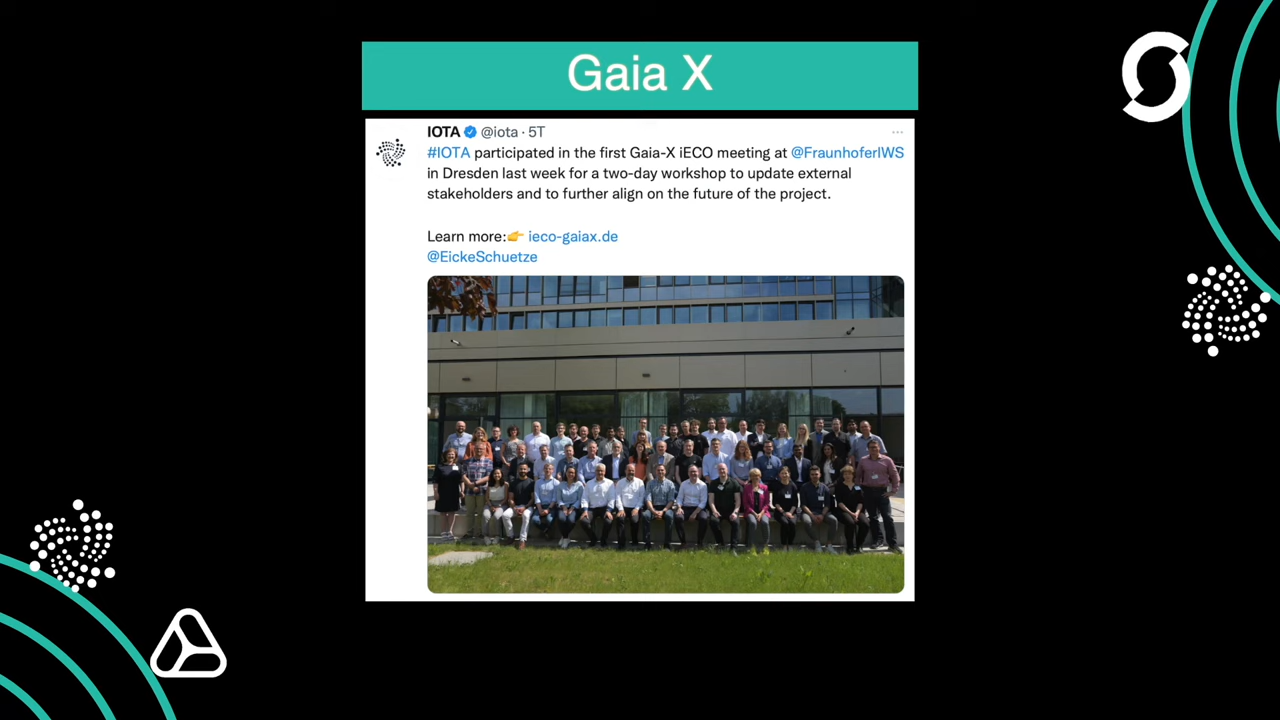 Gaia X
IOTA @iota · 5T
#IOTA participated in the first Gaia-X iECO meeting at @FraunhoferIWS
in Dresden last week for a two-day workshop to update external
stakeholders and to further align on the future of the project.
Learn more:👉 ieco-gaiax.de
@EickeSchuetze